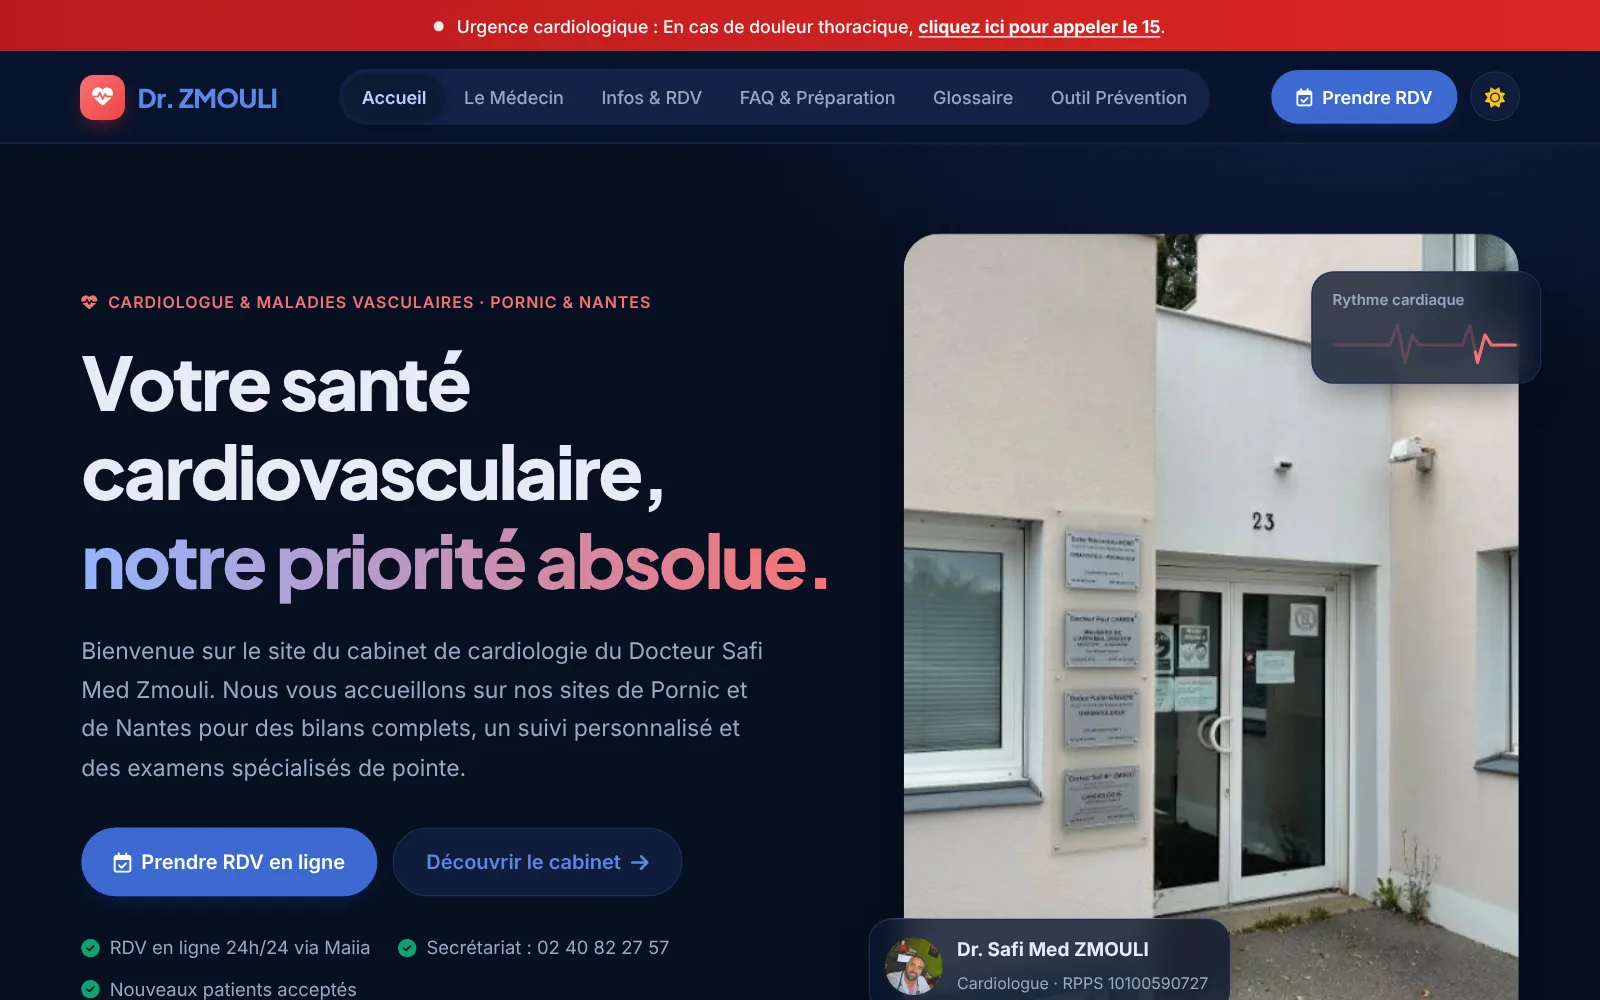 Urgence cardiologique : En cas de douleur thoracique, cliquez ici pour appeler le 15.
Dr. ZMOULI
Accueil
Le Médecin
Infos & RDV
FAQ & Préparation
Glossaire
Outil Prévention
Prendre RDV
CARDIOLOGUE & MALADIES VASCULAIRES · PORNIC & NANTES
Votre santé
cardiovasculaire,
notre priorité absolue.
Bienvenue sur le site du cabinet de cardiologie du Docteur Safi
Med Zmouli. Nous vous accueillons sur nos sites de Pornic et
de Nantes pour des bilans complets, un suivi personnalisé et
des examens spécialisés de pointe.
Prendre RDV en ligne
Découvrir le cabinet
RDV en ligne 24h/24 via Maiia
Secrétariat : 02 40 82 27 57
Nouveaux patients acceptés
Rythme cardiaque
23
Dr. Safi Med ZMOULI
Cardiologue · RPPS 10100590727